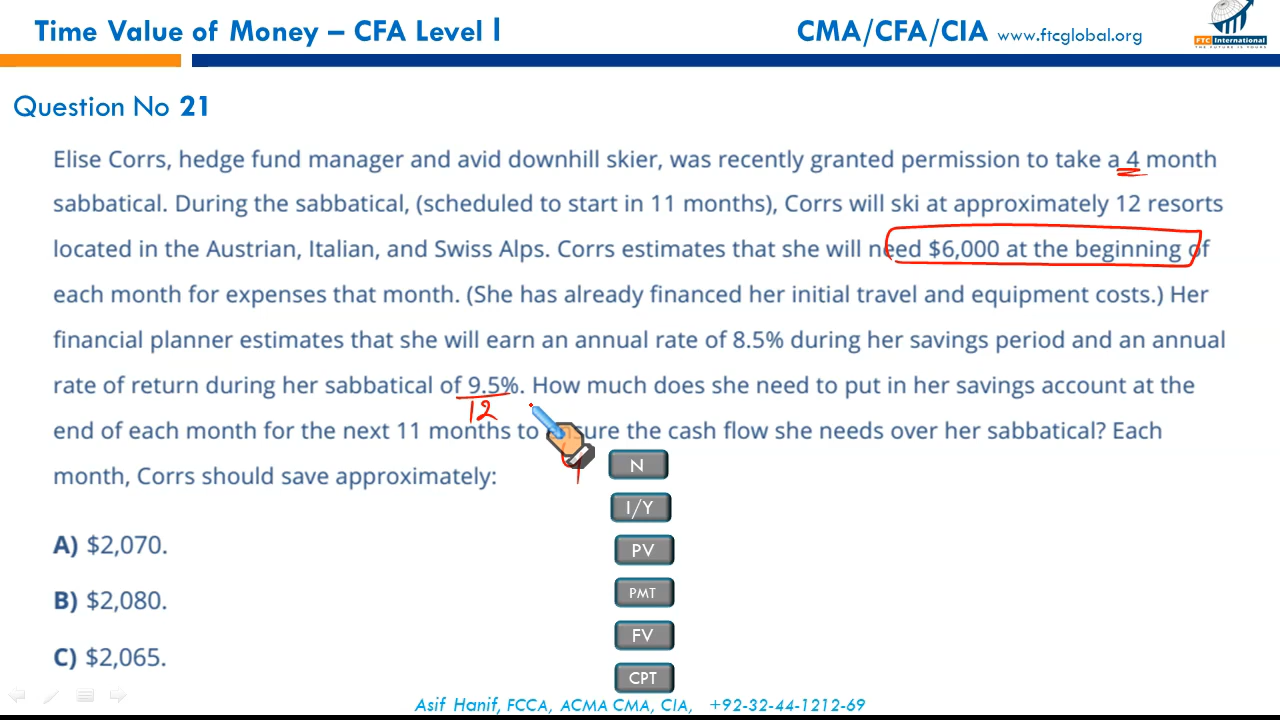 Time Value of Money – CFA Level I
CMA/CFA/CIA www.ftcglobal.org
FTC International
THE FUTURE IS YOURS
Question No 21
Elise Corrs, hedge fund manager and avid downhill skier, was recently granted permission to take a 4 month
sabbatical. During the sabbatical, (scheduled to start in 11 months), Corrs will ski at approximately 12 resorts
located in the Austrian, Italian, and Swiss Alps. Corrs estimates that she will need $6,000 at the beginning of
each month for expenses that month. (She has already financed her initial travel and equipment costs.) Her
financial planner estimates that she will earn an annual rate of 8.5% during her savings period and an annual
rate of return during her sabbatical of 9.5%. How much does she need to put in her savings account at the
12
end of each month for the next 11 months to ensure the cash flow she needs over her sabbatical? Each
month, Corrs should save approximately:
4
N
I/Y
PV
PMT
FV
CPT
A) $2,070.
B) $2,080.
C) $2,065.
Asif Hanif, FCCA, ACMA CMA, CIA, +92-32-44-1212-69